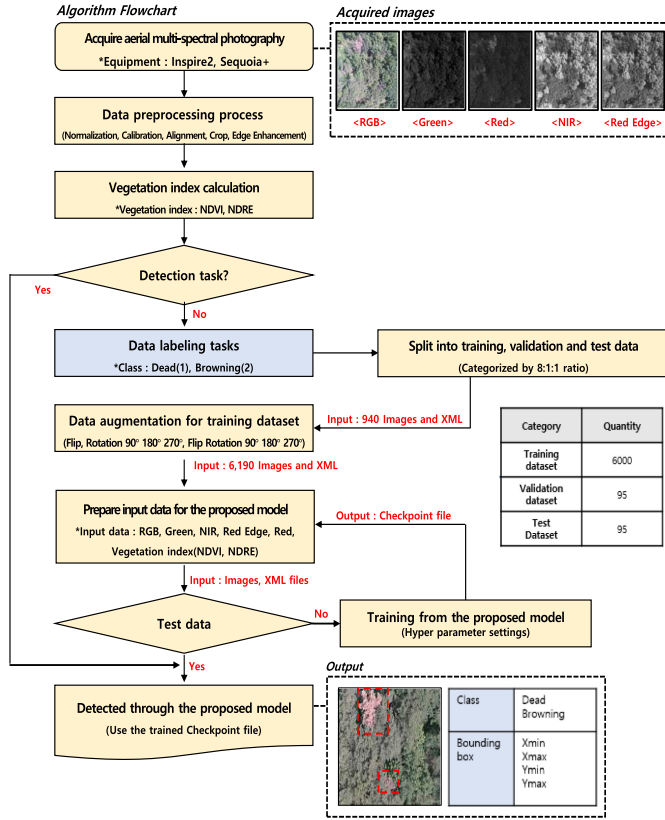 Algorithm Flowchart
Acquired images
Acquire aerial multi-spectral photography
*Equipment : Inspire2, Sequoia+
<RGB>
<Green>
<Red>
<NIR>
<Red Edge>
Data preprocessing process
(Normalization, Calibration, Alignment, Crop, Edge Enhancement)
Vegetation index calculation
*Vegetation index : NDVI, NDRE
Detection task?
Yes
No
Data labeling tasks
*Class : Dead(1), Browning(2)
Split into training, validation and test data
(Categorized by 8:1:1 ratio)
Input : 940 Images and XML
Data augmentation for training dataset
(Flip, Rotation 90° 180° 270°, Flip Rotation 90° 180° 270°)
Category
Quantity
Training
dataset
6000
Validation
dataset
95
Test
Dataset
95
Input : 6,190 Images and XML
Prepare input data for the proposed model
*Input data : RGB, Green, NIR, Red Edge, Red,
Vegetation index(NDVI, NDRE)
Output : Checkpoint file
Input : Images, XML files
Test data
No
Training from the proposed model
(Hyper parameter settings)
Yes
Detected through the proposed model
(Use the trained Checkpoint file)
Output
Class
Dead
Browning
Bounding
box
Xmin
Xmax
Ymin
Ymax